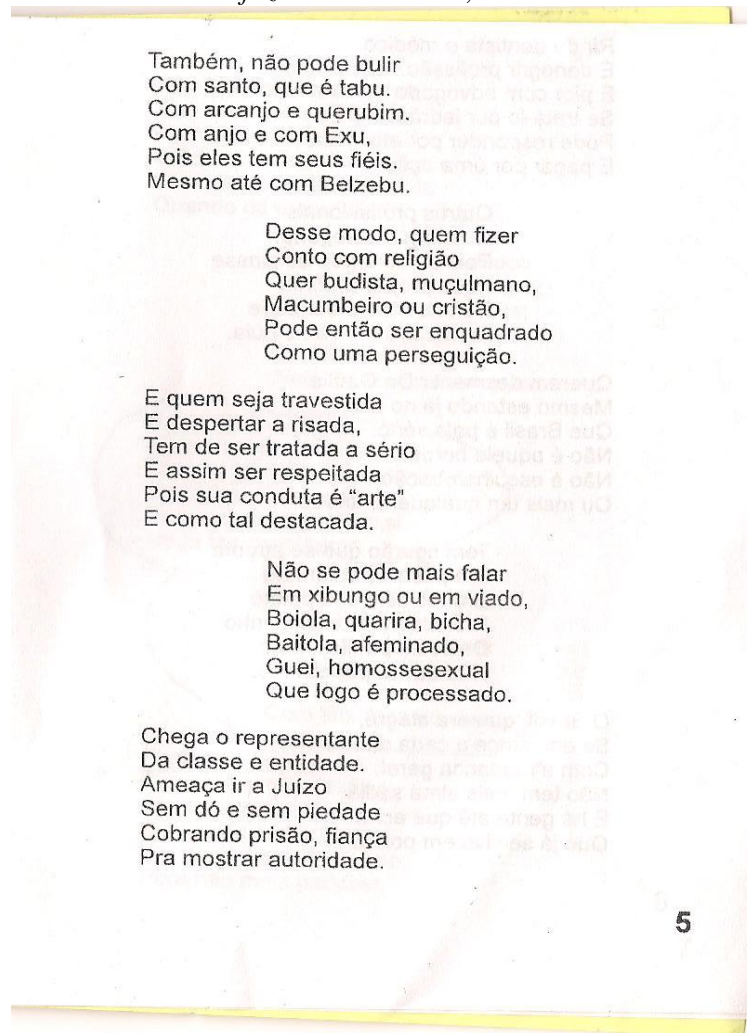 Também, não pode bulir
Com santo, que é tabu.
Com arcanjo e querubim.
Com anjo e com Exu,
Pois eles tem seus fiéis.
Mesmo até com Belzebu.
Desse modo, quem fizer
Conto com religião
Quer budista, muçulmano,
Macumbeiro ou cristão,
Pode então ser enquadrado
Como uma perseguição.
E quem seja travestida
E despertar a risada,
Tem de ser tratada a sério
E assim ser respeitada
Pois sua conduta é “arte”
E como tal destacada.
Não se pode mais falar
Em xibungo ou em viado,
Boiola, quarira, bicha,
Baitola, afeminado,
Guei, homossesexual
Que logo é processado.
Chega o representante
Da classe e entidade.
Ameaça ir a Juízo
Sem dó e sem piedade
Cobrando prisão, fiança
Pra mostrar autoridade.
5